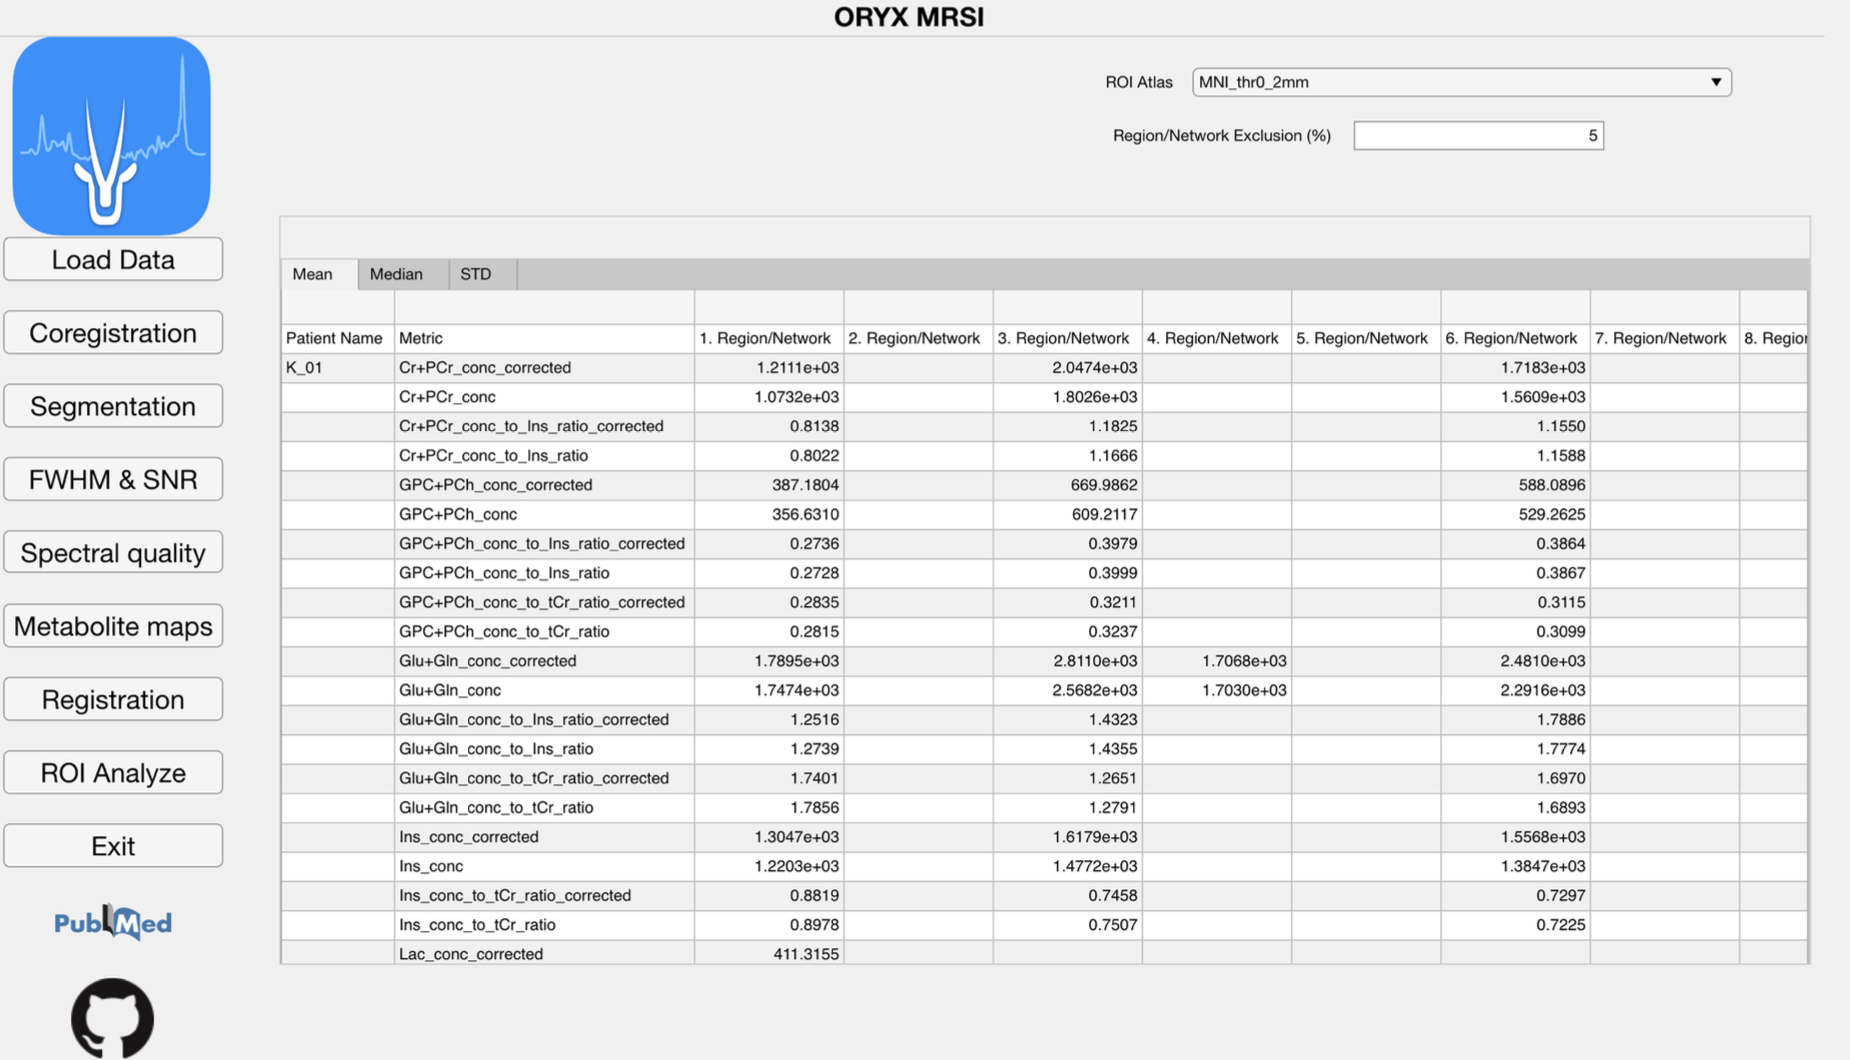 ORYX MRSI
ROI Atlas MNI_thr0_2mm
Region/Network Exclusion (%) 5
Load Data
Coregistration
Segmentation
FWHM & SNR
Spectral quality
Metabolite maps
Registration
ROI Analyze
Exit
PubMed
Mean Median STD
Patient Name Metric 1. Region/Network 2. Region/Network 3. Region/Network 4. Region/Network 5. Region/Network 6. Region/Network 7. Region/Network 8. Region
K_01 Cr+PCr_conc_corrected 1.2111e+03 2.0474e+03 1.7183e+03
Cr+PCr_conc 1.0732e+03 1.8026e+03 1.5609e+03
Cr+PCr_conc_to_Ins_ratio_corrected 0.8138 1.1825 1.1550
Cr+PCr_conc_to_Ins_ratio 0.8022 1.1666 1.1588
GPC+PCh_conc_corrected 387.1804 669.9862 588.0896
GPC+PCh_conc 356.6310 609.2117 529.2625
GPC+PCh_conc_to_Ins_ratio_corrected 0.2736 0.3979 0.3864
GPC+PCh_conc_to_Ins_ratio 0.2728 0.3999 0.3867
GPC+PCh_conc_to_tCr_ratio_corrected 0.2835 0.3211 0.3115
GPC+PCh_conc_to_tCr_ratio 0.2815 0.3237 0.3099
Glu+Gln_conc_corrected 1.7895e+03 2.8110e+03 1.7068e+03 2.4810e+03
Glu+Gln_conc 1.7474e+03 2.5682e+03 1.7030e+03 2.2916e+03
Glu+Gln_conc_to_Ins_ratio_corrected 1.2516 1.4323 1.7886
Glu+Gln_conc_to_Ins_ratio 1.2739 1.4355 1.7774
Glu+Gln_conc_to_tCr_ratio_corrected 1.7401 1.2651 1.6970
Glu+Gln_conc_to_tCr_ratio 1.7856 1.2791 1.6893
Ins_conc_corrected 1.3047e+03 1.6179e+03 1.5568e+03
Ins_conc 1.2203e+03 1.4772e+03 1.3847e+03
Ins_conc_to_tCr_ratio_corrected 0.8819 0.7458 0.7297
Ins_conc_to_tCr_ratio 0.8978 0.7507 0.7225
Lac_conc_corrected 411.3155